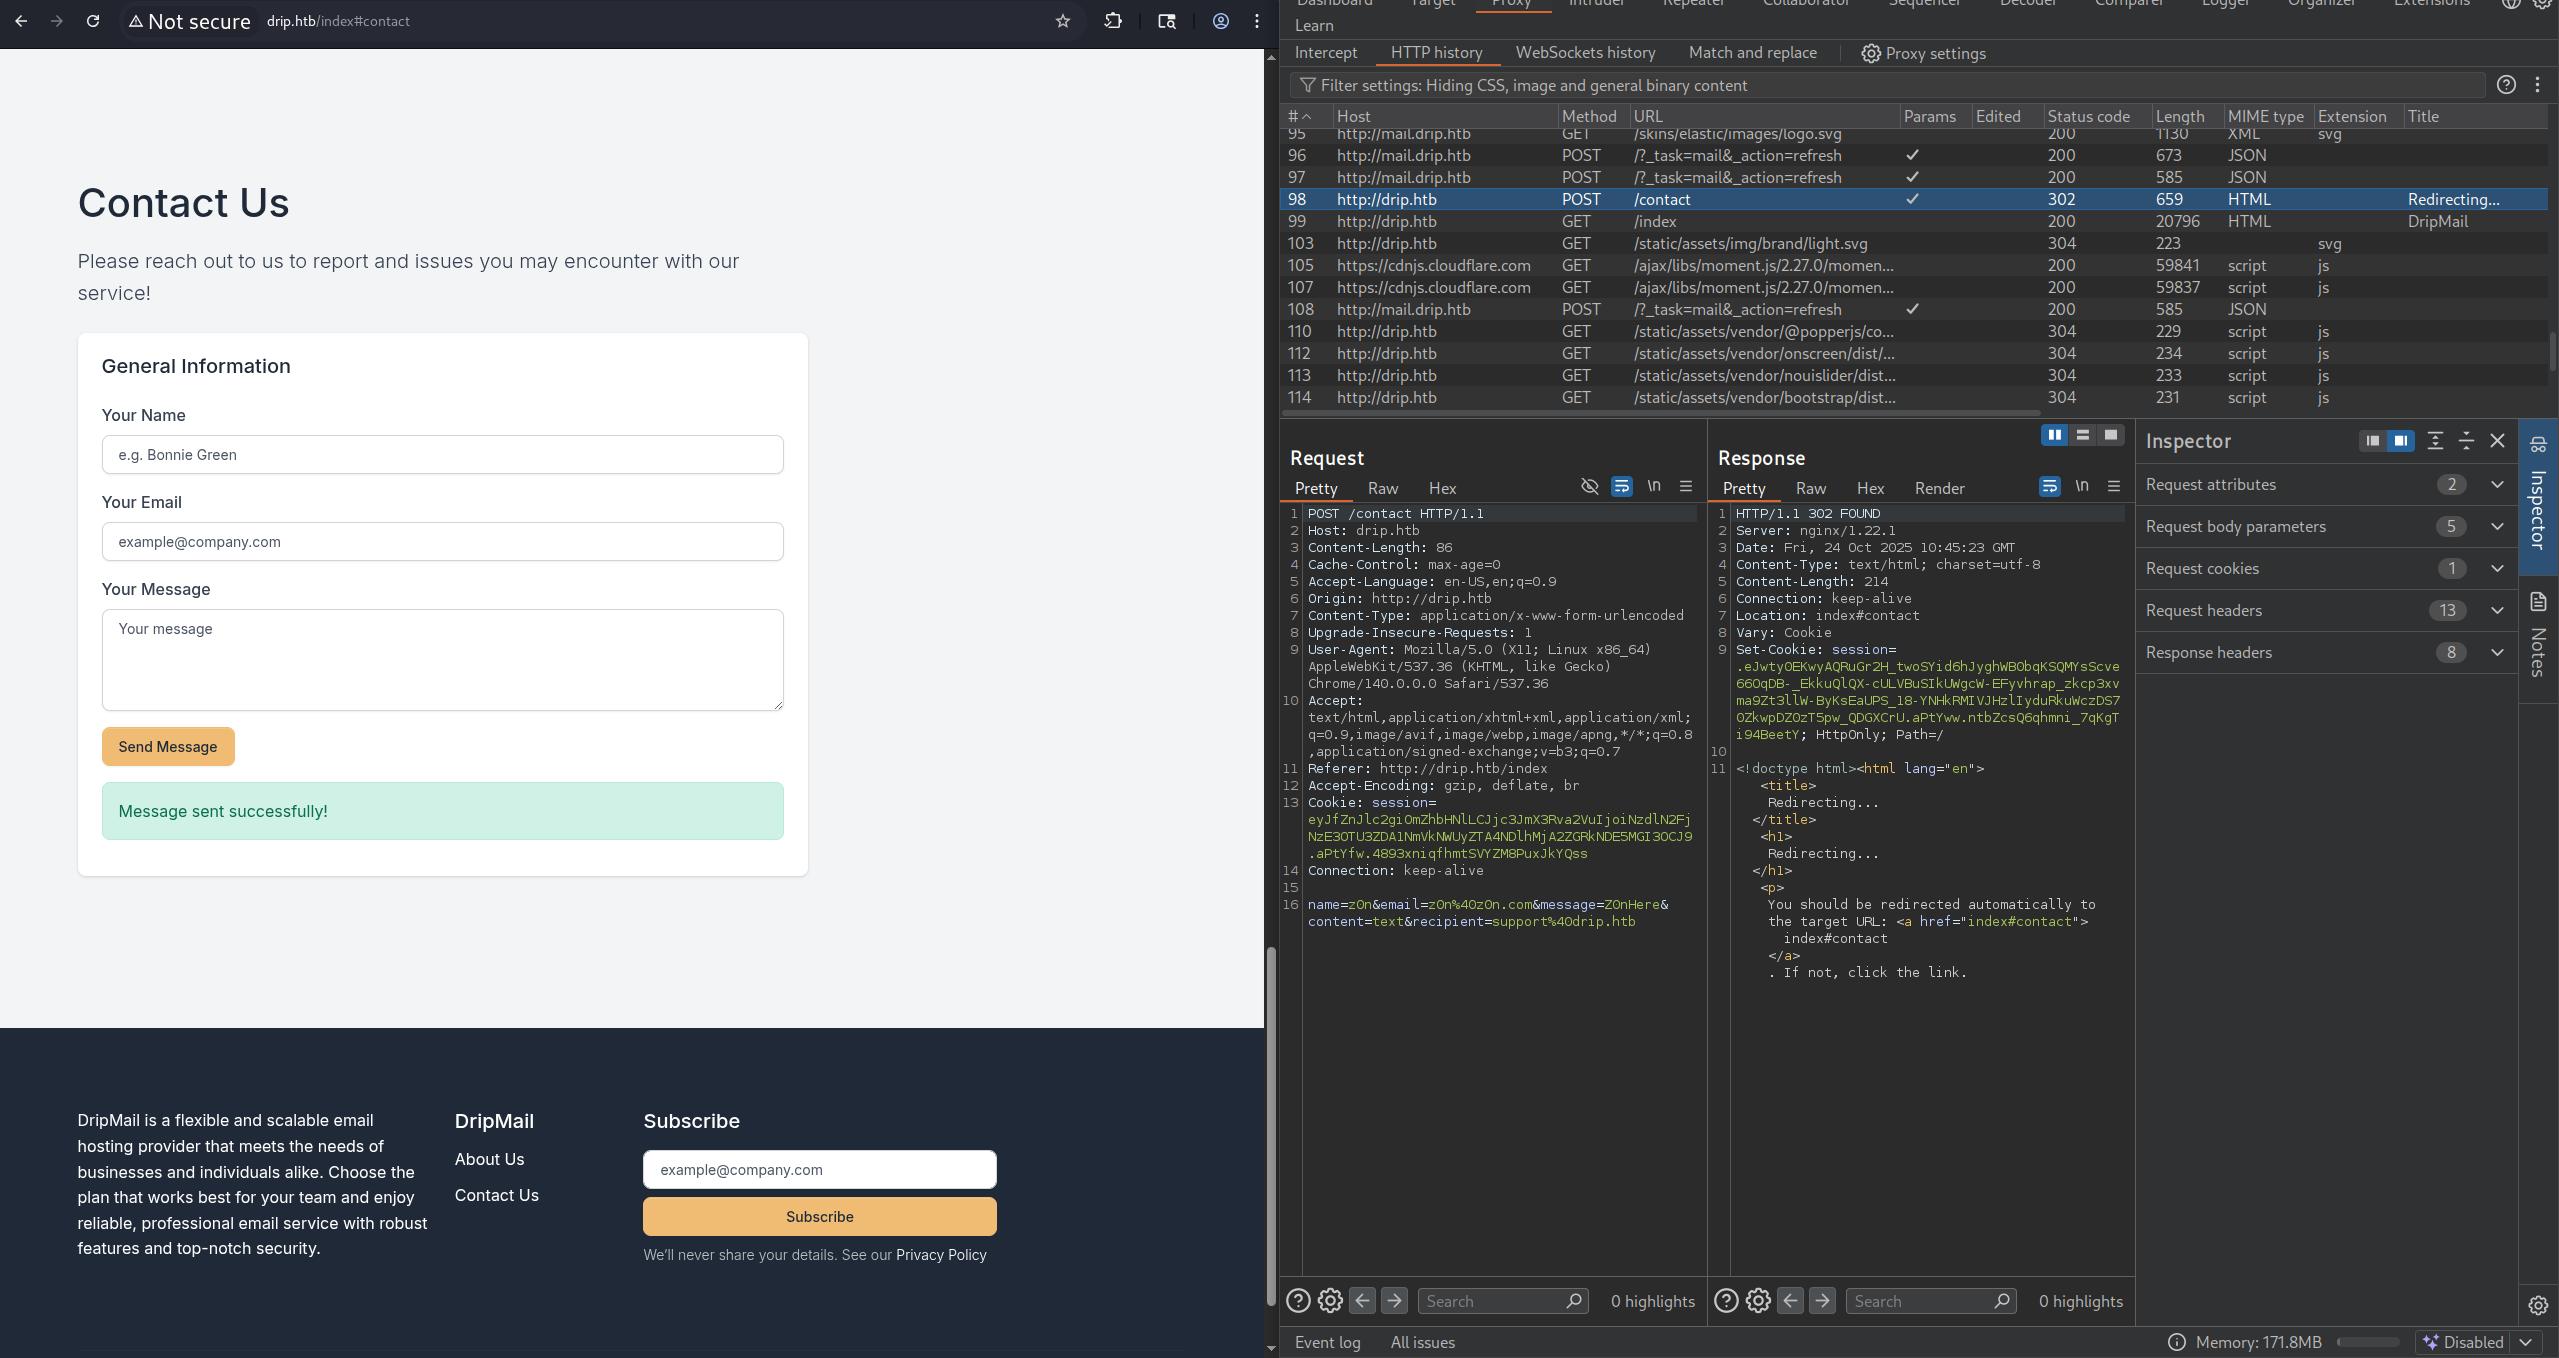 Not secure drip.htb/index#contact
Contact Us
Please reach out to us to report and issues you may encounter with our
service!
General Information
Your Name
e.g. Bonnie Green
Your Email
example@company.com
Your Message
Your message
Send Message
Message sent successfully!
DripMail is a flexible and scalable email
hosting provider that meets the needs of
businesses and individuals alike. Choose the
plan that works best for your team and enjoy
reliable, professional email service with robust
features and top-notch security.
DripMail
About Us
Contact Us
Subscribe
example@company.com
Subscribe
We'll never share your details. See our Privacy Policy
Dashboard Target Proxy Intruder Repeater Collaborator Sequencer Decoder Comparer Logger Organizer Extensions
Learn
Intercept HTTP history WebSockets history Match and replace Proxy settings
Filter settings: Hiding CSS, image and general binary content
# Host Method URL Params Edited Status code Length MIME type Extension Title
95 http://mail.drip.htb GET /skins/elastic/images/logo.svg 200 1130 XML svg
96 http://mail.drip.htb POST /?_task=mail&_action=refresh ✓ 200 673 JSON
97 http://mail.drip.htb POST /?_task=mail&_action=refresh ✓ 200 585 JSON
98 http://drip.htb POST /contact ✓ 302 659 HTML Redirecting...
99 http://drip.htb GET /index 200 20796 HTML DripMail
103 http://drip.htb GET /static/assets/img/brand/light.svg 304 223 svg
105 https://cdnjs.cloudflare.com GET /ajax/libs/moment.js/2.27.0/momen... 200 59841 script js
107 https://cdnjs.cloudflare.com GET /ajax/libs/moment.js/2.27.0/momen... 200 59837 script js
108 http://mail.drip.htb POST /?_task=mail&_action=refresh ✓ 200 585 JSON
110 http://drip.htb GET /static/assets/vendor/@popperjs/co... 304 229 script js
112 http://drip.htb GET /static/assets/vendor/onscreen/dist/... 304 234 script js
113 http://drip.htb GET /static/assets/vendor/nouislider/dist... 304 233 script js
114 http://drip.htb GET /static/assets/vendor/bootstrap/dist... 304 231 script js
Request
Pretty Raw Hex \n
1 POST /contact HTTP/1.1
2 Host: drip.htb
3 Content-Length: 86
4 Cache-Control: max-age=0
5 Accept-Language: en-US,en;q=0.9
6 Origin: http://drip.htb
7 Content-Type: application/x-www-form-urlencoded
8 Upgrade-Insecure-Requests: 1
9 User-Agent: Mozilla/5.0 (X11; Linux x86_64)
AppleWebKit/537.36 (KHTML, like Gecko)
Chrome/140.0.0.0 Safari/537.36
10 Accept:
text/html,application/xhtml+xml,application/xml;
q=0.9,image/avif,image/webp,image/apng,*/*;q=0.8
,application/signed-exchange;v=b3;q=0.7
11 Referer: http://drip.htb/index
12 Accept-Encoding: gzip, deflate, br
13 Cookie: session=
14 Connection: keep-alive
15
16 name=z0n&email=z0n%40z0n.com&message=Z0nHere&
content=text&recipient=support%40drip.htb
Response
Pretty Raw Hex Render \n
1 HTTP/1.1 302 FOUND
2 Server: nginx/1.22.1
3 Date: Fri, 24 Oct 2025 10:45:23 GMT
4 Content-Type: text/html; charset=utf-8
5 Content-Length: 214
6 Connection: keep-alive
7 Location: index#contact
8 Vary: Cookie
9 Set-Cookie: session=
; HttpOnly; Path=/
10
11 <!doctype html><html lang="en">
<title>
Redirecting...
</title>
<h1>
Redirecting...
</h1>
<p>
You should be redirected automatically to
the target URL: <a href="index#contact">
index#contact
</a>
. If not, click the link.
Inspector
Request attributes 2
Request body parameters 5
Request cookies 1
Request headers 13
Response headers 8
Inspector
Notes
Search 0 highlights
Search 0 highlights
Event log All issues
Memory: 171.8MB
Disabled